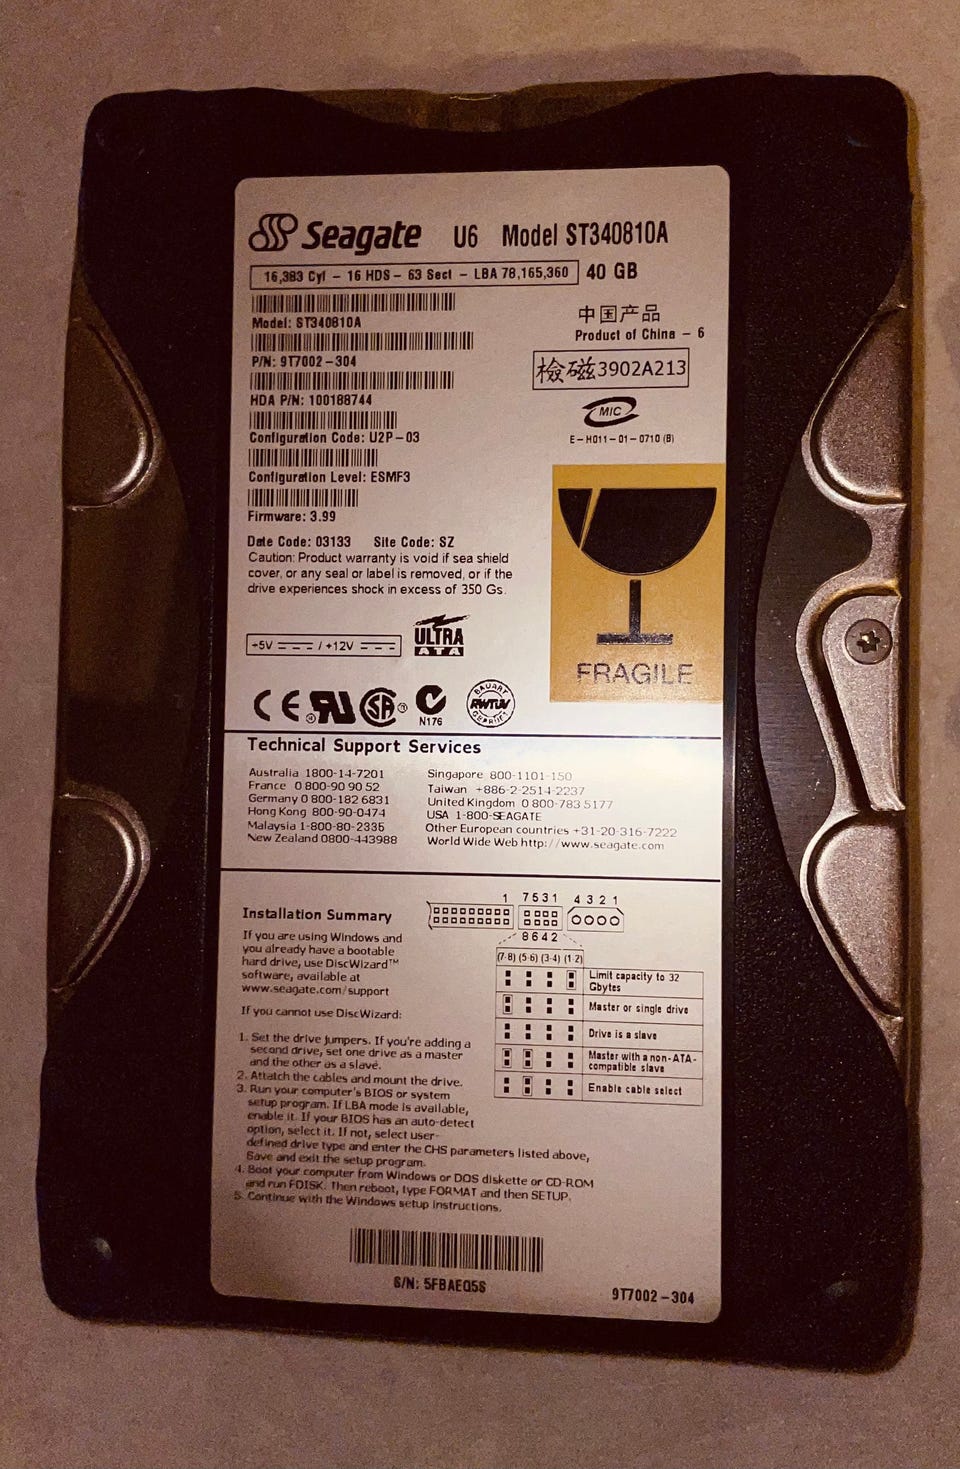 Seagate U6 Model ST340810A
16,383 Cyl - 16 HDS - 63 Sect - LBA 78,165,360 40 GB
Model: ST340810A
中国产品
Product of China - 6
P/N: 9T7002-304
檢磁3902A213
HDA P/N: 100188744
MIC
Configuration Code: U2P-03
E-H011-01-0710 (B)
Configuration Level: ESMF3
Firmware: 3.99
Date Code: 03133 Site Code: SZ
Caution: Product warranty is void if sea shield
cover, or any seal or label is removed, or if the
drive experiences shock in excess of 350 Gs.
+5V / +12V
ULTRA
ATA
FRAGILE
CE
SA
N176
BAUART
RWTÜV
GEPRÜFT
Technical Support Services
Australia 1800-14-7201
France 0 800-90 90 52
Germany 0 800-182 6831
Hong Kong 800-90-0474
Malaysia 1-800-80-2335
New Zealand 0800-443988
Singapore 800-1101-150
Taiwan +886-2-2514-2237
United Kingdom 0 800-783 5177
USA 1-800-SEAGATE
Other European countries +31-20-316-7222
World Wide Web http://www.seagate.com
Installation Summary
If you are using Windows and
you already have a bootable
hard drive, use DiscWizard™
software, available at
www.seagate.com/support
If you cannot use DiscWizard:
1. Set the drive jumpers. If you're adding a
second drive, set one drive as a master
and the other as a slave.
2. Attatch the cables and mount the drive.
3. Run your computer's BIOS or system
setup program. If LBA mode is available,
enable it. If your BIOS has an auto-detect
option, select it. If not, select user-
defined drive type and enter the CHS parameters listed above,
Save and exit the setup program.
4. Boot your computer from Windows or DOS diskette or CD-ROM
and run FDISK. Then reboot, type FORMAT and then SETUP.
5. Continue with the Windows setup instructions.
1 7531 4321
8642
(7-8) (5-6) (3-4) (1-2)
Limit capacity to 32
Gbytes
Master or single drive
Drive is a slave
Master with a non-ATA-
compatible slave
Enable cable select
S/N: 5FBAEQ5S
9T7002-304